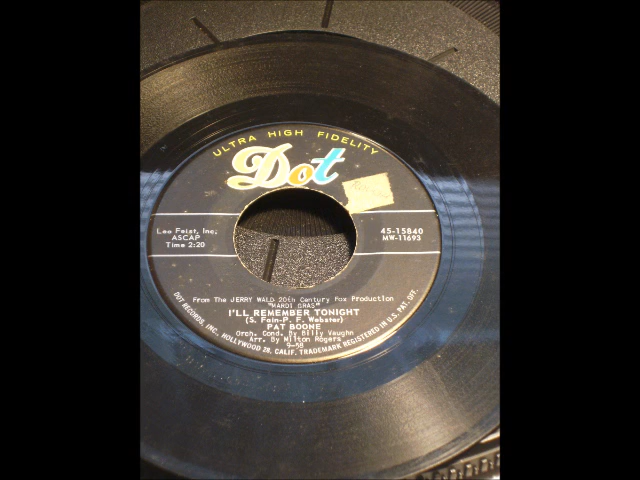 ULTRA HIGH FIDELITY
Dot
Leo Feist, Inc.
ASCAP
Time 2:20
45-15840
MW-11693
From The JERRY WALD 20th Century Fox Production
"MARDI GRAS"
I'LL REMEMBER TONIGHT
(S. Fain-P. F. Webster)
PAT BOONE
Orch. Cond. By Billy Vaughn
Arr. By Milton Rogers
9-58
DOT RECORDS, INC. HOLLYWOOD 28, CALIF. TRADEMARK REGISTERED IN U.S. PAT. OFF.